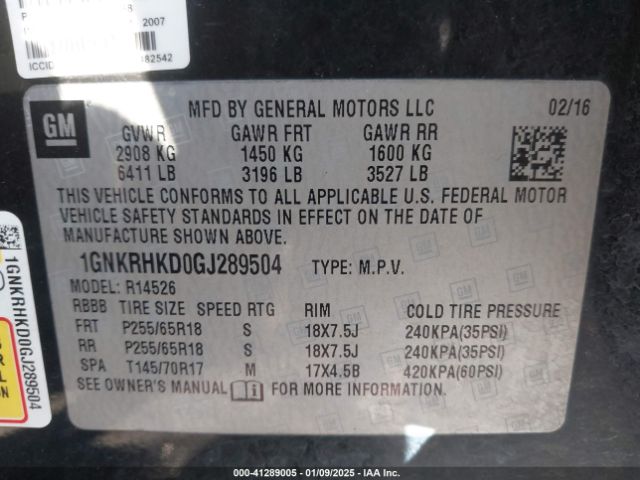 2007
ICCID
382542
GM
MFD BY GENERAL MOTORS LLC 02/16
GVWR GAWR FRT GAWR RR
2908 KG 1450 KG 1600 KG
6411 LB 3196 LB 3527 LB
THIS VEHICLE CONFORMS TO ALL APPLICABLE U.S. FEDERAL MOTOR
VEHICLE SAFETY STANDARDS IN EFFECT ON THE DATE OF
MANUFACTURE SHOWN ABOVE.
1GNKRHKD0GJ289504 TYPE: M.P.V.
MODEL: R14526
RBBB TIRE SIZE SPEED RTG RIM COLD TIRE PRESSURE
FRT P255/65R18 S 18X7.5J 240KPA(35PSI)
RR P255/65R18 S 18X7.5J 240KPA(35PSI)
SPA T145/70R17 M 17X4.5B 420KPA(60PSI)
SEE OWNER'S MANUAL FOR MORE INFORMATION.
1GNKRHKD0GJ289504
000-41289005 - 01/09/2025 - IAA Inc.